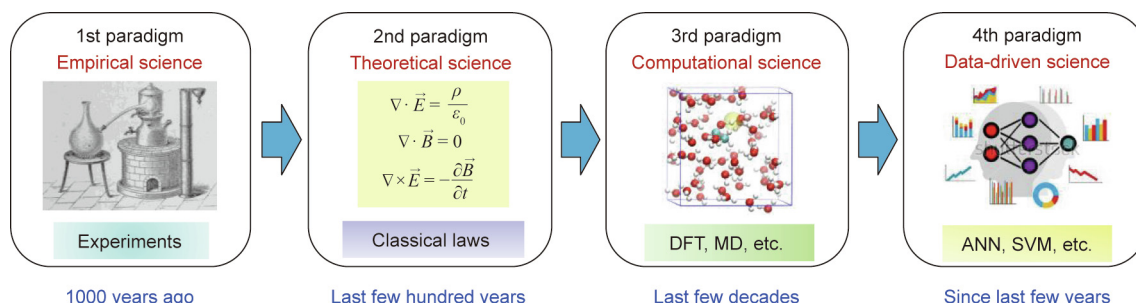 1st paradigm
Empirical science
Experiments
1000 years ago
2nd paradigm
Theoretical science
∇· E⃗ = ρ/ε₀
∇· B⃗ = 0
∇× E⃗ = −∂B⃗/∂t
Classical laws
Last few hundred years
3rd paradigm
Computational science
DFT, MD, etc.
Last few decades
4th paradigm
Data-driven science
ANN, SVM, etc.
Since last few years